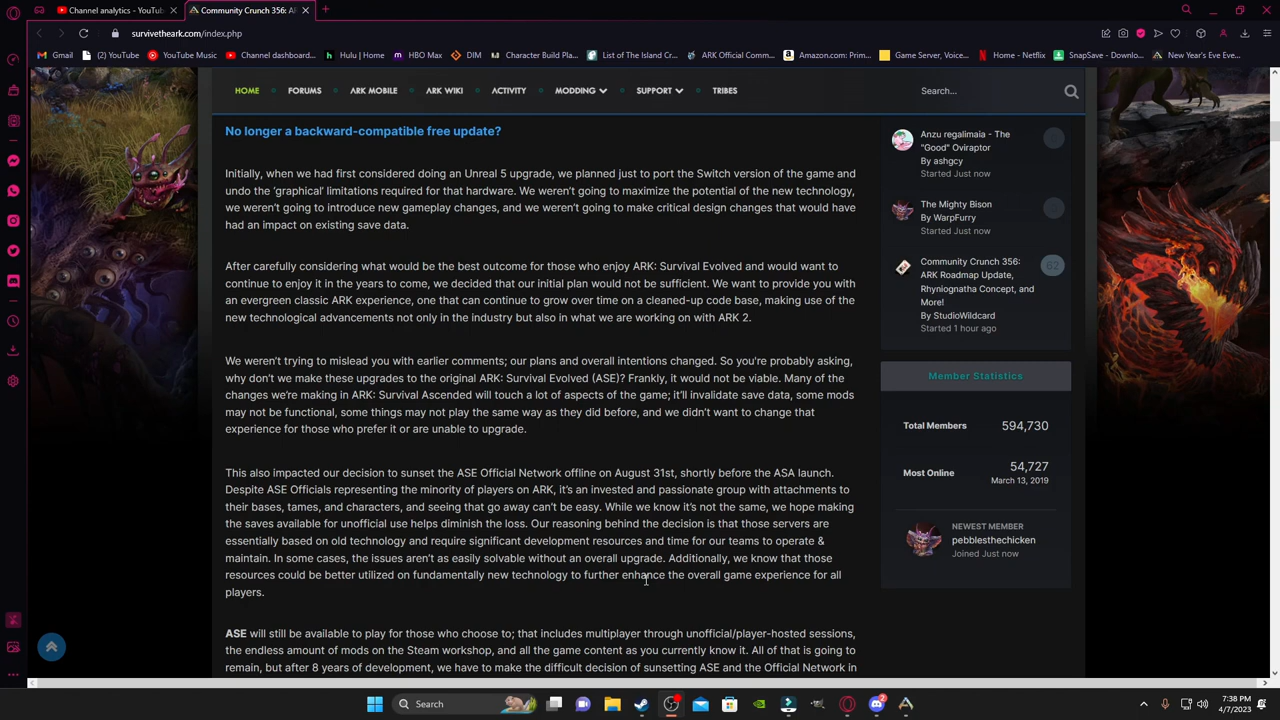 Channel analytics - YouTub
Community Crunch 356: AR
survivetheark.com/index.php
Gmail
(2) YouTube
YouTube Music
Channel dashboard...
Hulu | Home
HBO Max
DIM
Character Build Pla...
List of The Island Cr...
ARK Official Comm...
Amazon.com: Prim...
Game Server, Voice...
Home - Netflix
SnapSave - Downlo...
New Year's Eve Eve...
HOME
FORUMS
ARK MOBILE
ARK WIKI
ACTIVITY
MODDING
SUPPORT
TRIBES
Search...
No longer a backward-compatible free update?
Initially, when we had first considered doing an Unreal 5 upgrade, we planned just to port the Switch version of the game and
undo the 'graphical' limitations required for that hardware. We weren't going to maximize the potential of the new technology,
we weren't going to introduce new gameplay changes, and we weren't going to make critical design changes that would have
had an impact on existing save data.
After carefully considering what would be the best outcome for those who enjoy ARK: Survival Evolved and would want to
continue to enjoy it in the years to come, we decided that our initial plan would not be sufficient. We want to provide you with
an evergreen classic ARK experience, one that can continue to grow over time on a cleaned-up code base, making use of the
new technological advancements not only in the industry but also in what we are working on with ARK 2.
We weren't trying to mislead you with earlier comments; our plans and overall intentions changed. So you're probably asking,
why don't we make these upgrades to the original ARK: Survival Evolved (ASE)? Frankly, it would not be viable. Many of the
changes we're making in ARK: Survival Ascended will touch a lot of aspects of the game; it'll invalidate save data, some mods
may not be functional, some things may not play the same way as they did before, and we didn't want to change that
experience for those who prefer it or are unable to upgrade.
This also impacted our decision to sunset the ASE Official Network offline on August 31st, shortly before the ASA launch.
Despite ASE Officials representing the minority of players on ARK, it's an invested and passionate group with attachments to
their bases, tames, and characters, and seeing that go away can't be easy. While we know it's not the same, we hope making
the saves available for unofficial use helps diminish the loss. Our reasoning behind the decision is that those servers are
essentially based on old technology and require significant development resources and time for our teams to operate &
maintain. In some cases, the issues aren't as easily solvable without an overall upgrade. Additionally, we know that those
resources could be better utilized on fundamentally new technology to further enhance the overall game experience for all
players.
ASE will still be available to play for those who choose to; that includes multiplayer through unofficial/player-hosted sessions,
the endless amount of mods on the Steam workshop, and all the game content as you currently know it. All of that is going to
remain, but after 8 years of development, we have to make the difficult decision of sunsetting ASE and the Official Network in
Anzu regalimaia - The
"Good" Oviraptor
By ashgcy
Started Just now
The Mighty Bison
By WarpFurry
Started Just now
Community Crunch 356:
ARK Roadmap Update,
Rhyniognatha Concept, and
More!
By StudioWildcard
Started 1 hour ago
62
Member Statistics
Total Members
594,730
Most Online
54,727
March 13, 2019
NEWEST MEMBER
pebblesthechicken
Joined Just now
Search
2
7:38 PM
4/7/2023